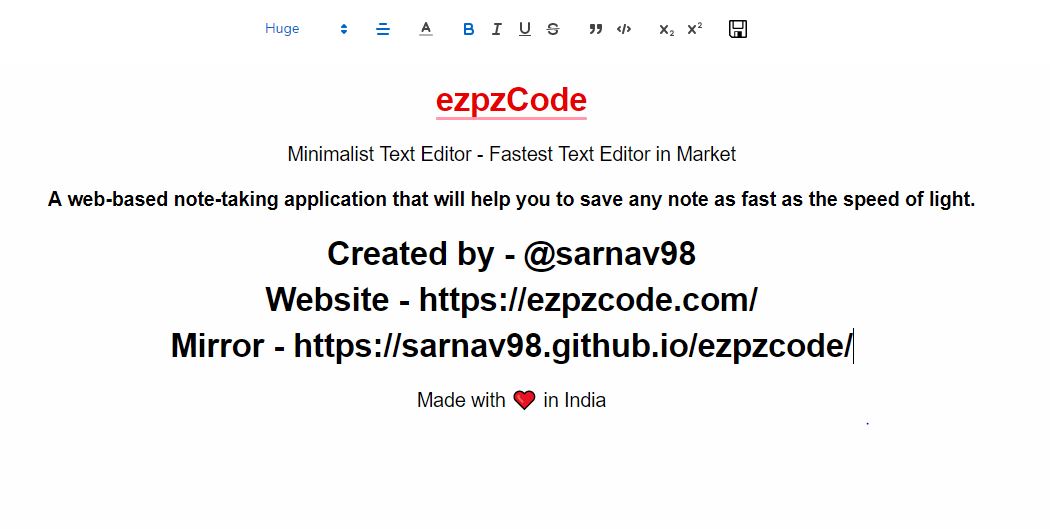 Huge
A B I U S ” </> X₂ X²
ezpzCode
Minimalist Text Editor - Fastest Text Editor in Market
A web-based note-taking application that will help you to save any note as fast as the speed of light.
Created by - @sarnav98
Website - https://ezpzcode.com/
Mirror - https://sarnav98.github.io/ezpzcode/
Made with ❤ in India